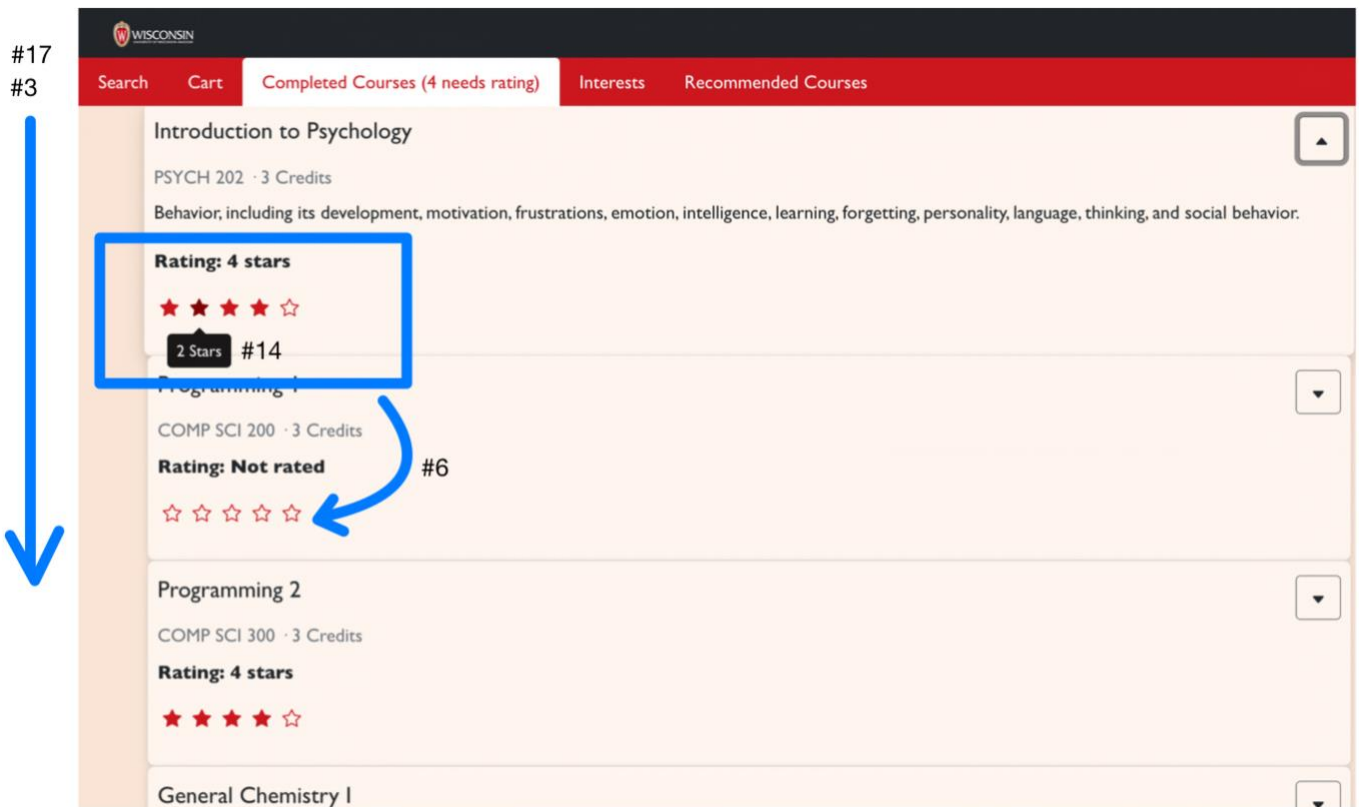 WISCONSIN
#17
#3
Search Cart Completed Courses (4 needs rating) Interests Recommended Courses
Introduction to Psychology
PSYCH 202 · 3 Credits
Behavior, including its development, motivation, frustrations, emotion, intelligence, learning, forgetting, personality, language, thinking, and social behavior.
Rating: 4 stars
2 Stars #14
Programming 1
COMP SCI 200 · 3 Credits
Rating: Not rated
#6
Programming 2
COMP SCI 300 · 3 Credits
Rating: 4 stars
General Chemistry I